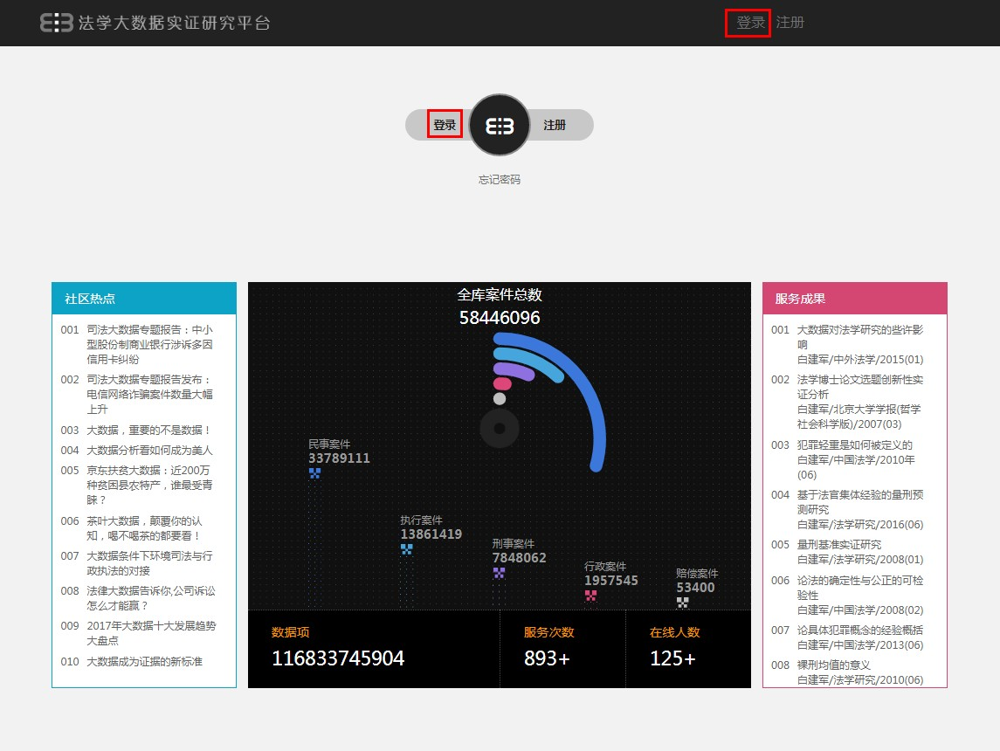 法学大数据实证研究平台
登录 注册
登录
注册
忘记密码
社区热点
001 司法大数据专题报告：中小
型股份制商业银行涉诉多因
信用卡纠纷
002 司法大数据专题报告发布：
电信网络诈骗案件数量大幅
上升
003 大数据，重要的不是数据！
004 大数据分析看如何成为美人
005 京东扶贫大数据：近200万
种贫困县农特产，谁最受青
睐？
006 茶叶大数据，颠覆你的认
知，喝不喝茶的都要看！
007 大数据条件下环境司法与行
政执法的对接
008 法律大数据告诉你,公司诉讼
怎么才能赢？
009 2017年大数据十大发展趋势
大盘点
010 大数据成为证据的新标准
全库案件总数
58446096
民事案件
33789111
执行案件
13861419
刑事案件
7848062
行政案件
1957545
赔偿案件
53400
数据项
116833745904
服务次数
893+
在线人数
125+
服务成果
001 大数据对法学研究的些许影
响
白建军/中外法学/2015(01)
002 法学博士论文选题创新性实
证分析
白建军/北京大学学报(哲学
社会科学版)/2007(03)
003 犯罪轻重是如何被定义的
白建军/中国法学/2010年
(06)
004 基于法官集体经验的量刑预
测研究
白建军/法学研究/2016(06)
005 量刑基准实证研究
白建军/法学研究/2008(01)
006 论法的确定性与公正的可检
验性
白建军/中国法学/2008(02)
007 论具体犯罪概念的经验概括
白建军/中国法学/2013(06)
008 裸刑均值的意义
白建军/法学研究/2010(06)